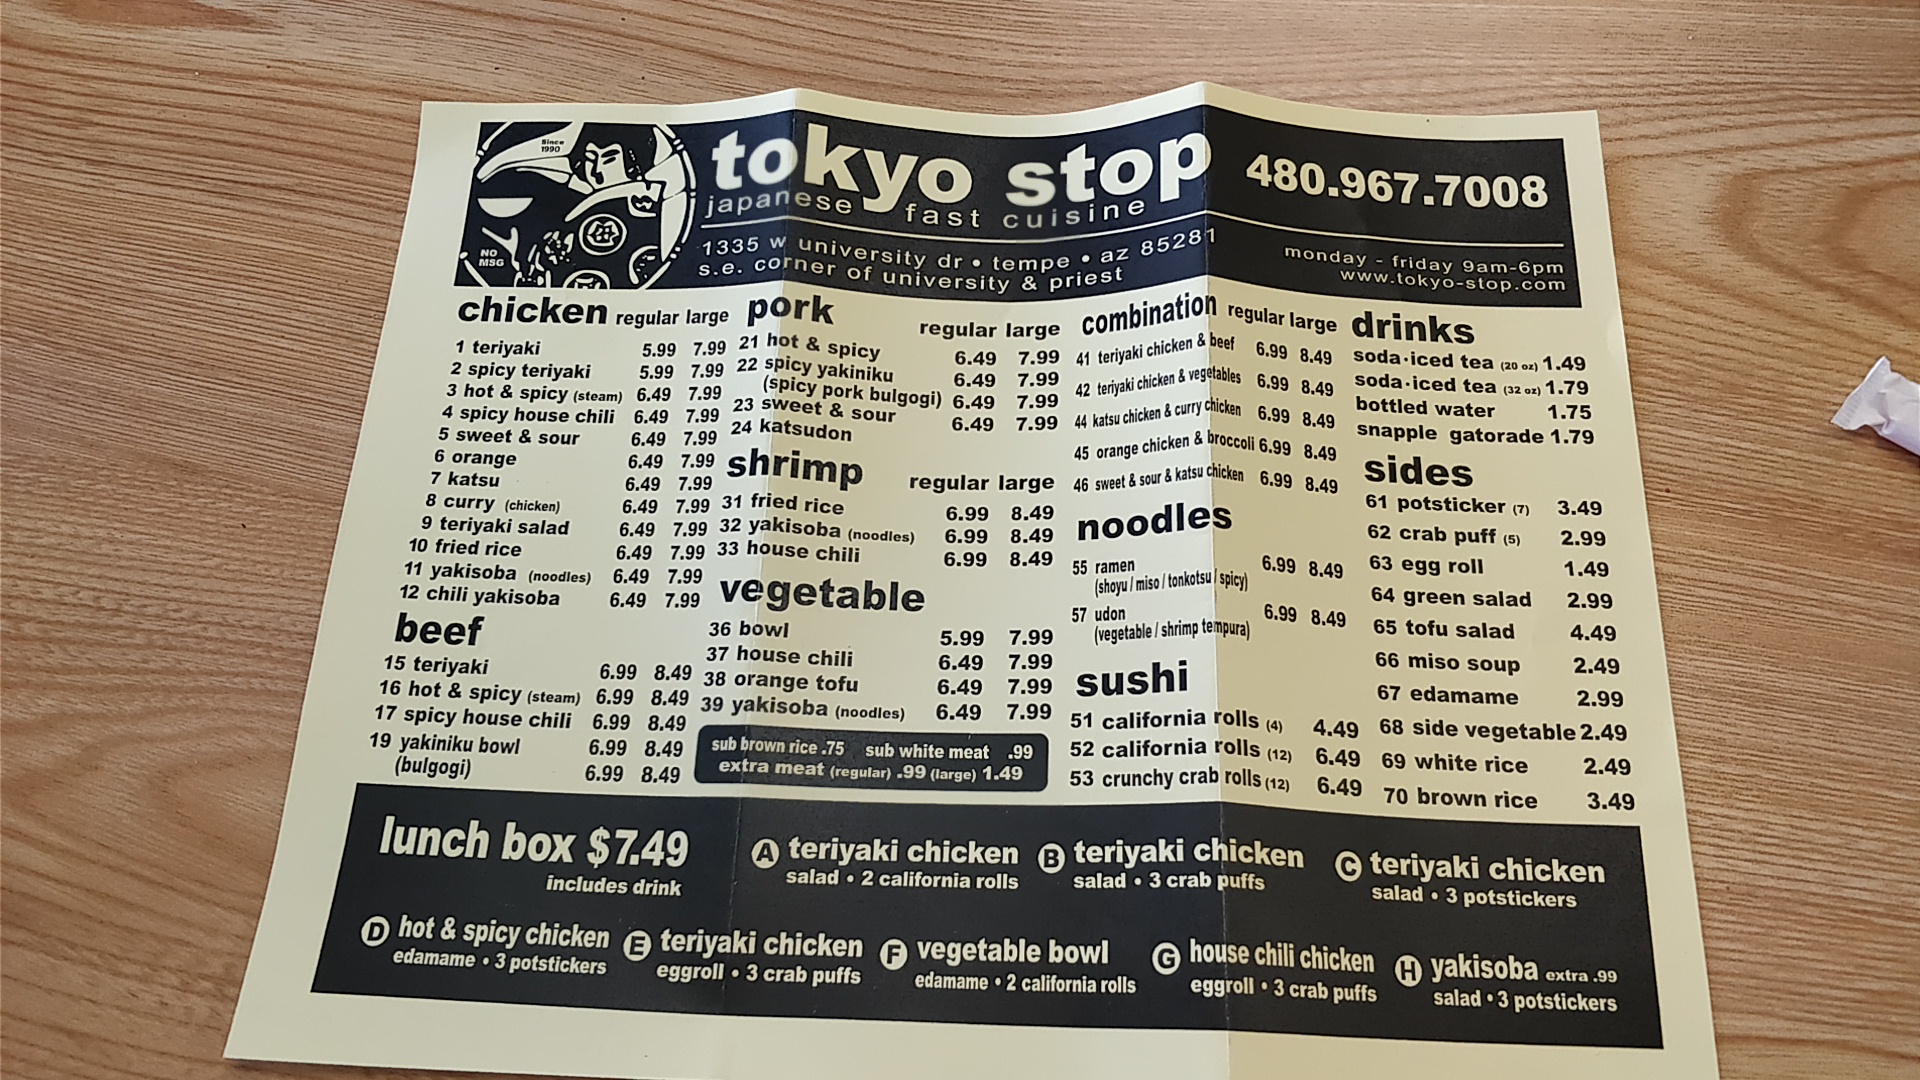 Since
1990
NO
MSG
tokyo stop
japanese fast cuisine
480.967.7008
1335 w university dr • tempe • az 85281
s.e. corner of university & priest
monday - friday 9am-6pm
www.tokyo-stop.com
chicken regular large
1 teriyaki 5.99 7.99
2 spicy teriyaki 5.99 7.99
3 hot & spicy (steam) 6.49 7.99
4 spicy house chili 6.49 7.99
5 sweet & sour 6.49 7.99
6 orange 6.49 7.99
7 katsu 6.49 7.99
8 curry (chicken) 6.49 7.99
9 teriyaki salad 6.49 7.99
10 fried rice 6.49 7.99
11 yakisoba (noodles) 6.49 7.99
12 chili yakisoba 6.49 7.99
beef
15 teriyaki 6.99 8.49
16 hot & spicy (steam) 6.99 8.49
17 spicy house chili 6.99 8.49
19 yakiniku bowl 6.99 8.49
(bulgogi) 6.99 8.49
pork regular large
21 hot & spicy 6.49 7.99
22 spicy yakiniku 6.49 7.99
(spicy pork bulgogi) 6.49 7.99
23 sweet & sour 6.49 7.99
24 katsudon
shrimp regular large
31 fried rice 6.99 8.49
32 yakisoba (noodles) 6.99 8.49
33 house chili 6.99 8.49
vegetable
36 bowl 5.99 7.99
37 house chili 6.49 7.99
38 orange tofu 6.49 7.99
39 yakisoba (noodles) 6.49 7.99
sub brown rice .75 sub white meat .99
extra meat (regular) .99 (large) 1.49
combination regular large
41 teriyaki chicken & beef 6.99 8.49
42 teriyaki chicken & vegetables 6.99 8.49
44 katsu chicken & curry chicken 6.99 8.49
45 orange chicken & broccoli 6.99 8.49
46 sweet & sour & katsu chicken 6.99 8.49
noodles
55 ramen 6.99 8.49
(shoyu / miso / tonkotsu / spicy)
57 udon 6.99 8.49
(vegetable / shrimp tempura)
sushi
51 california rolls (4) 4.49
52 california rolls (12) 6.49
53 crunchy crab rolls (12) 6.49
drinks
soda·iced tea (20 oz) 1.49
soda·iced tea (32 oz) 1.79
bottled water 1.75
snapple gatorade 1.79
sides
61 potsticker (7) 3.49
62 crab puff (5) 2.99
63 egg roll 1.49
64 green salad 2.99
65 tofu salad 4.49
66 miso soup 2.49
67 edamame 2.99
68 side vegetable 2.49
69 white rice 2.49
70 brown rice 3.49
lunch box $7.49
includes drink
A teriyaki chicken
salad • 2 california rolls
B teriyaki chicken
salad • 3 crab puffs
C teriyaki chicken
salad • 3 potstickers
D hot & spicy chicken
edamame • 3 potstickers
E teriyaki chicken
eggroll • 3 crab puffs
F vegetable bowl
edamame • 2 california rolls
G house chili chicken
eggroll • 3 crab puffs
H yakisoba extra .99
salad • 3 potstickers